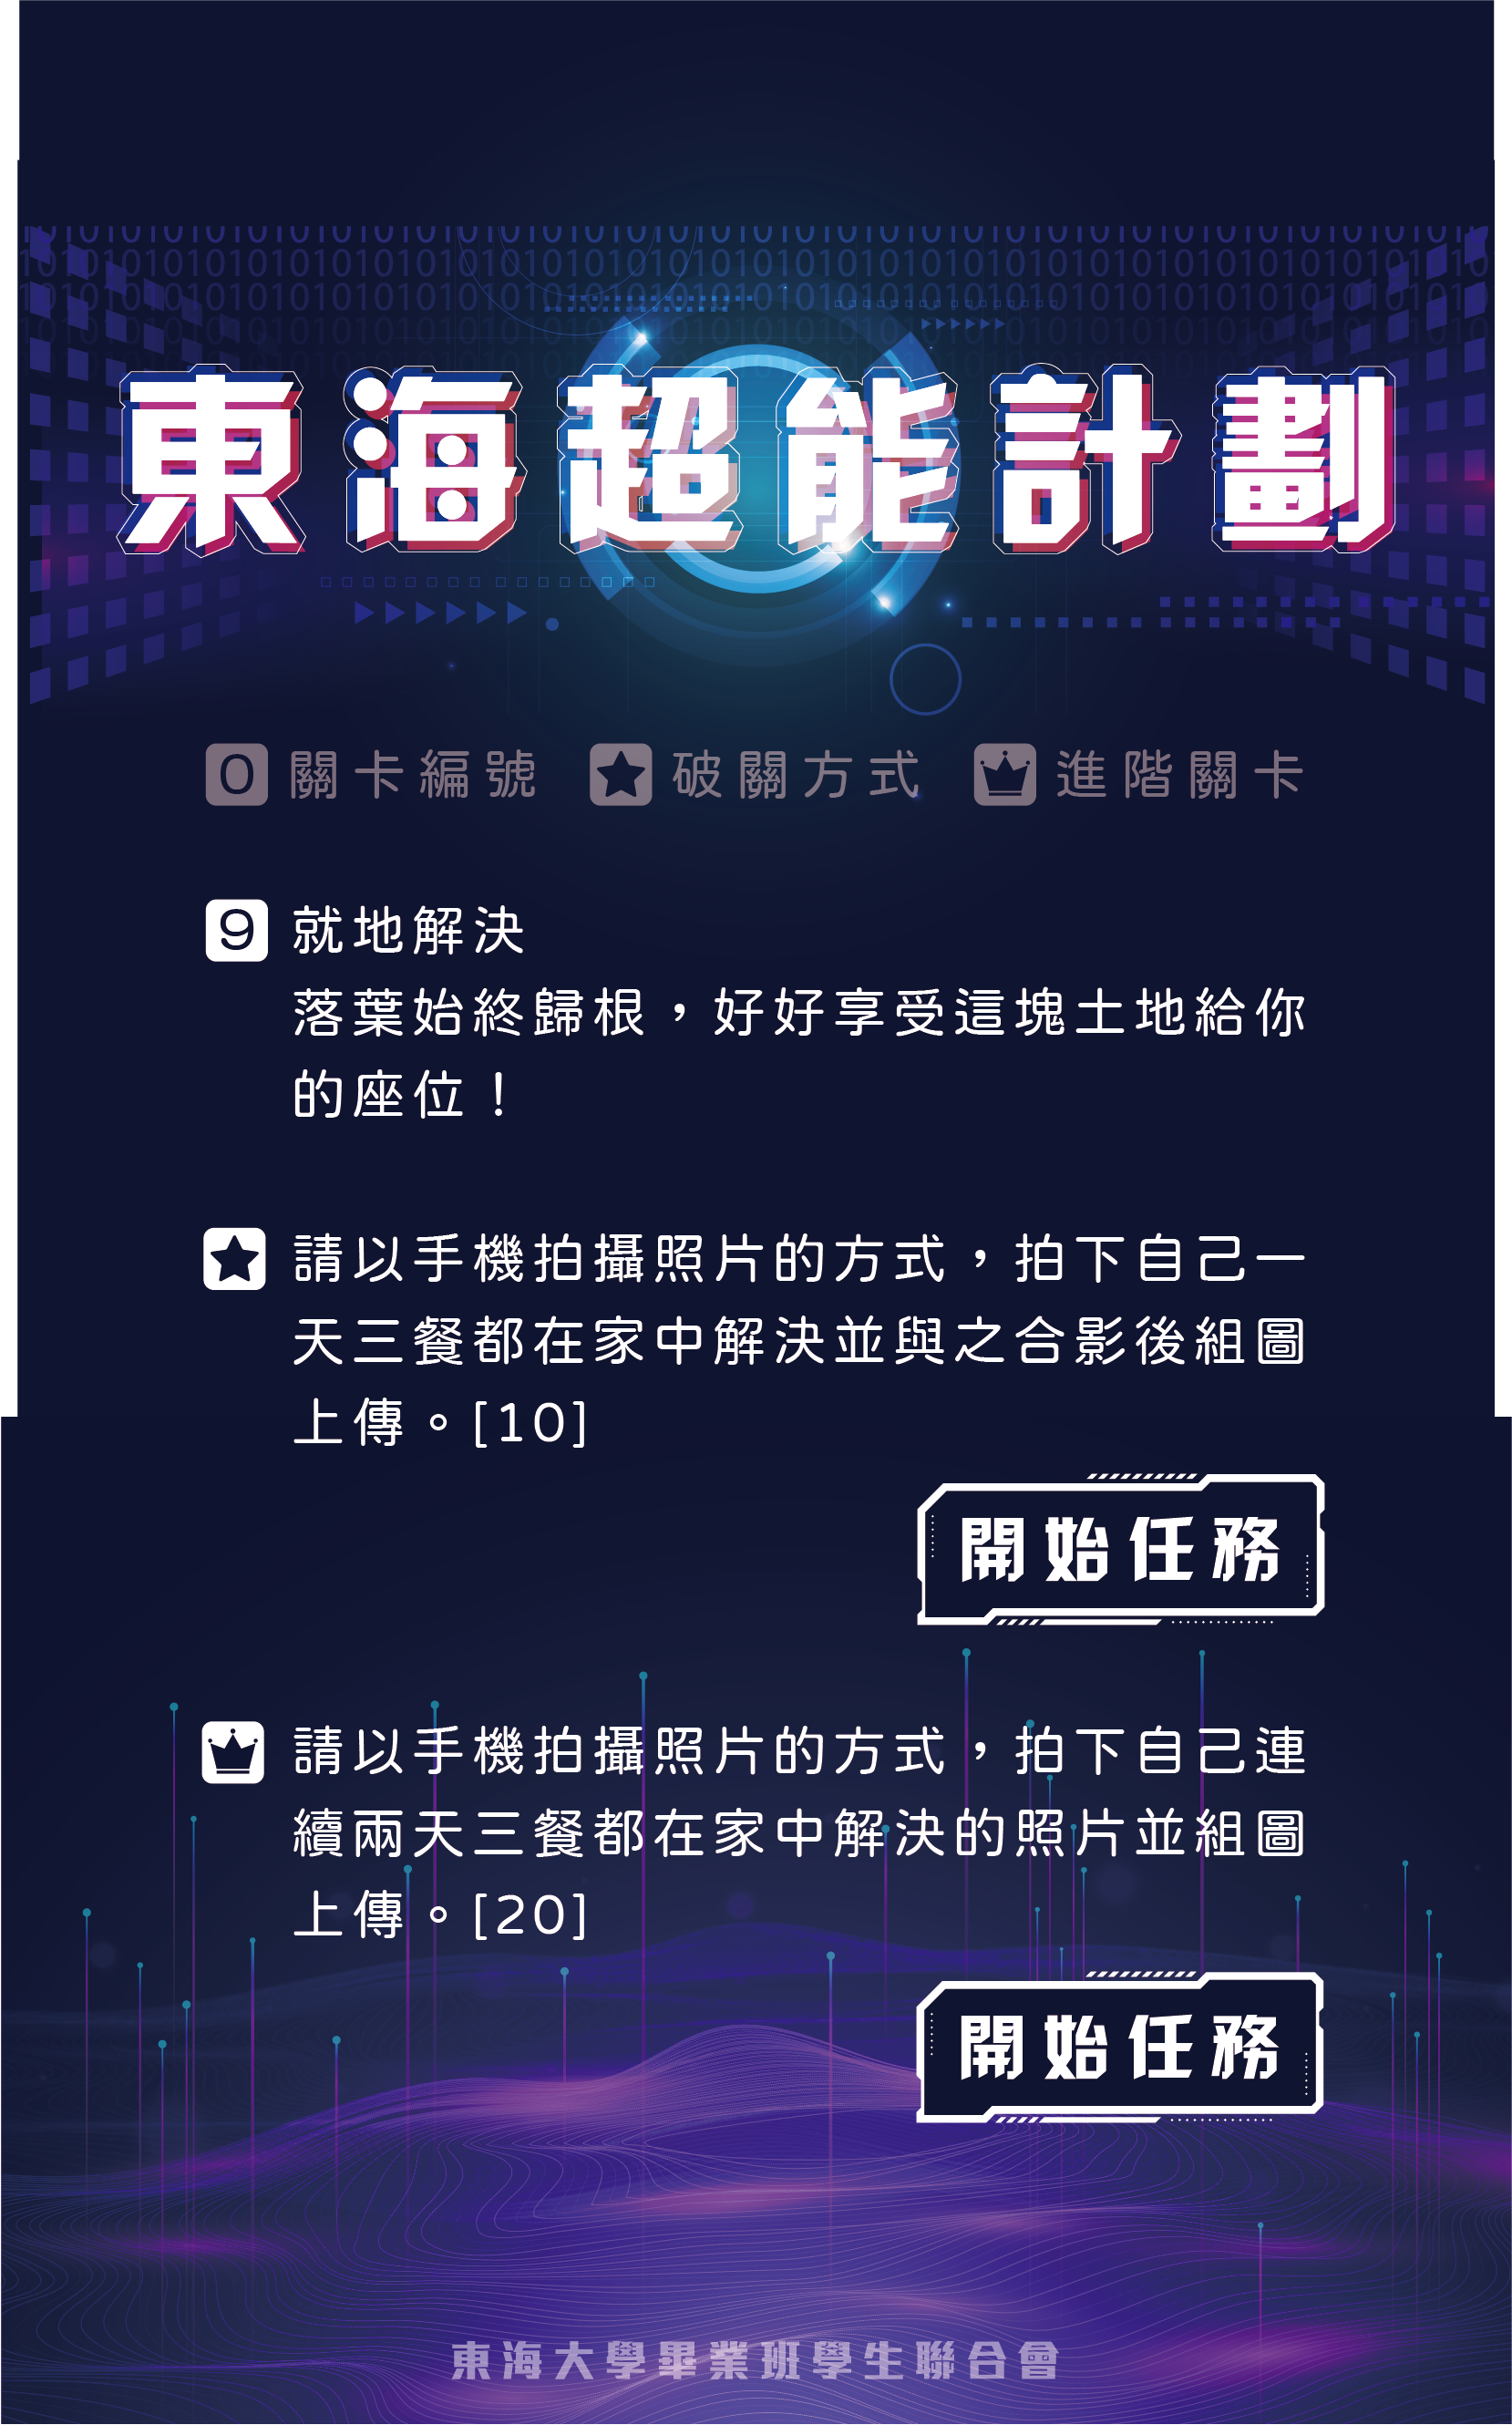 東海超能計劃
0 關卡編號 破關方式 進階關卡
9 就地解決
落葉始終歸根，好好享受這塊土地給你
的座位！
請以手機拍攝照片的方式，拍下自己一
天三餐都在家中解決並與之合影後組圖
上傳。[10]
開始任務
請以手機拍攝照片的方式，拍下自己連
續兩天三餐都在家中解決的照片並組圖
上傳。[20]
開始任務
東海大學畢業班學生聯合會